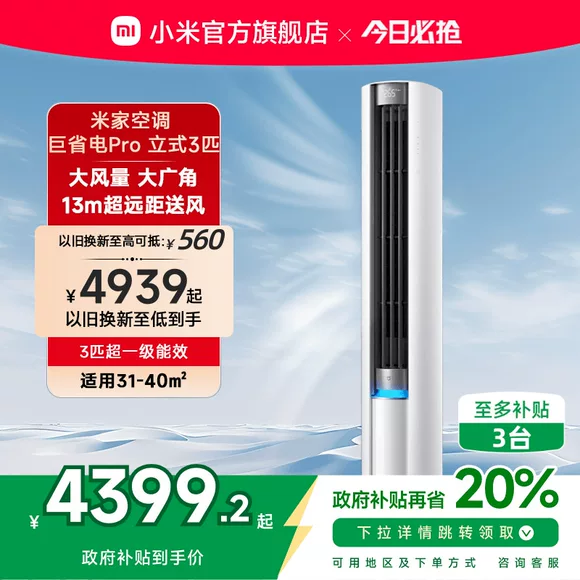 小米官方旗舰店 × 今日必抢
米家空调
巨省电Pro 立式3匹
大风量 大广角
13m超远距送风
以旧换新至高可抵:¥560
¥4939起
以旧换新至低到手
3匹超一级能效
适用31-40m²
至多补贴
3台
¥4399.2起
政府补贴到手价
政府补贴再省20%
下拉详情跳转领取
可用地区及下单方式 咨询客服